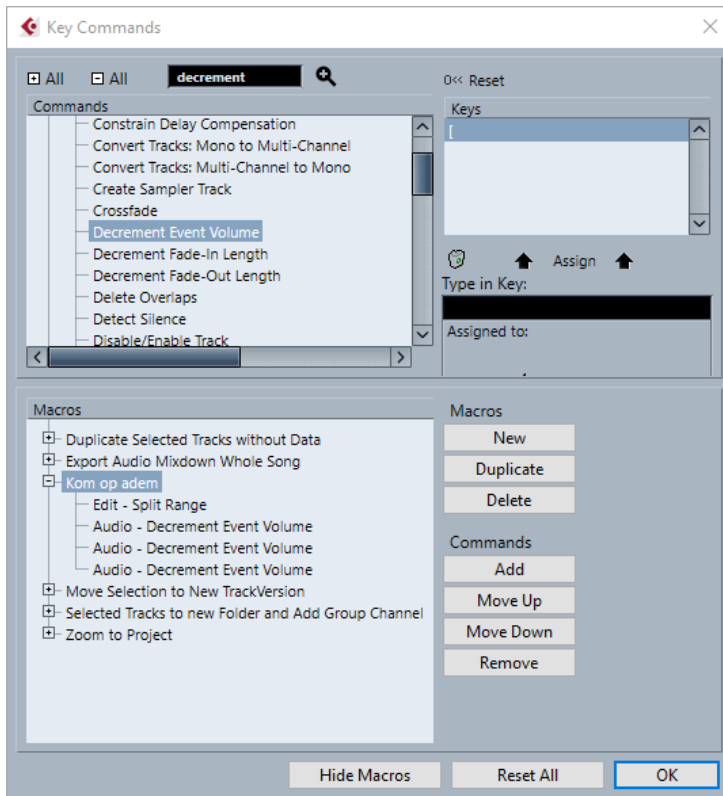 Key Commands
All
All
decrement
Commands
Constrain Delay Compensation
Convert Tracks: Mono to Multi-Channel
Convert Tracks: Multi-Channel to Mono
Create Sampler Track
Crossfade
Decrement Event Volume
Decrement Fade-In Length
Decrement Fade-Out Length
Delete Overlaps
Detect Silence
Disable/Enable Track
0<< Reset
Keys
[
Assign
Type in Key:
Assigned to:
Macros
Duplicate Selected Tracks without Data
Export Audio Mixdown Whole Song
Kom op adem
Edit - Split Range
Audio - Decrement Event Volume
Audio - Decrement Event Volume
Audio - Decrement Event Volume
Move Selection to New TrackVersion
Selected Tracks to new Folder and Add Group Channel
Zoom to Project
Macros
New
Duplicate
Delete
Commands
Add
Move Up
Move Down
Remove
Hide Macros
Reset All
OK